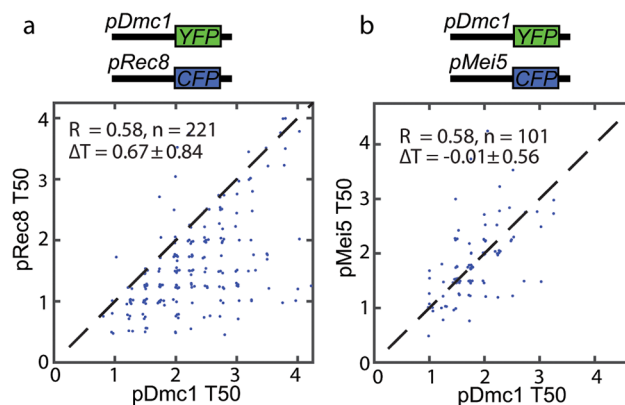 a
pDmc1 YFP
pRec8 CFP
R = 0.58, n = 221
ΔT = 0.67±0.84
pRec8 T50
4
3
2
1
0
0 1 2 3 4
pDmc1 T50
b
pDmc1 YFP
pMei5 CFP
R = 0.58, n = 101
ΔT = -0.01±0.56
pMei5 T50
4
3
2
1
0
0 1 2 3 4
pDmc1 T50